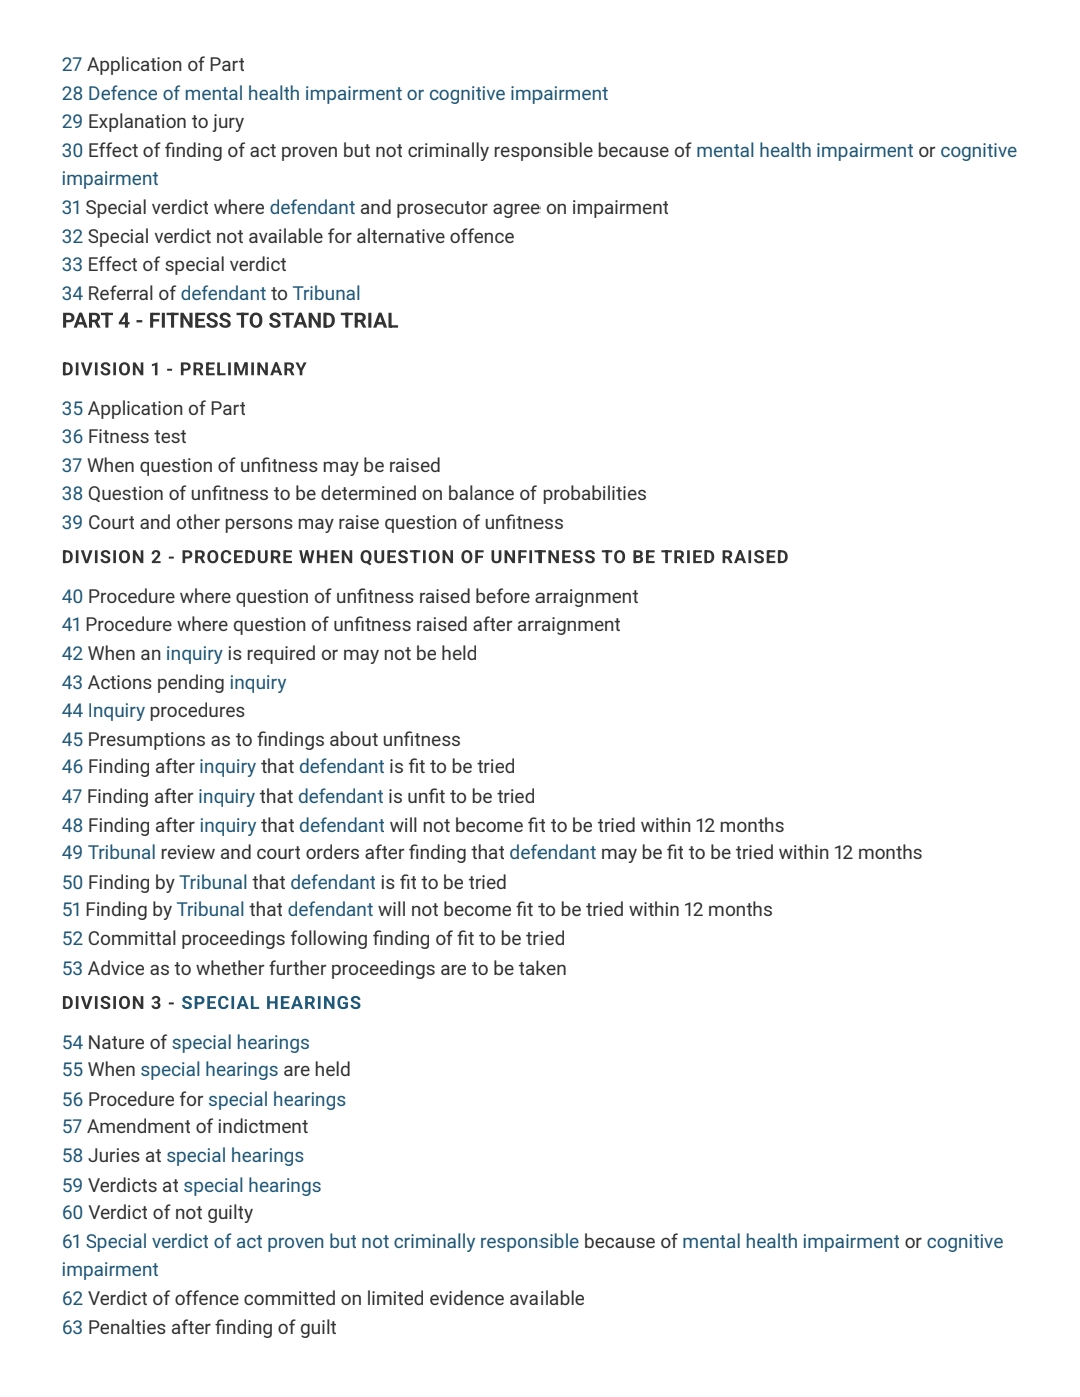 27 Application of Part
28 Defence of mental health impairment or cognitive impairment
29 Explanation to jury
30 Effect of finding of act proven but not criminally responsible because of mental health impairment or cognitive
impairment
31 Special verdict where defendant and prosecutor agree on impairment
32 Special verdict not available for alternative offence
33 Effect of special verdict
34 Referral of defendant to Tribunal
PART 4 - FITNESS TO STAND TRIAL
DIVISION 1 - PRELIMINARY
35 Application of Part
36 Fitness test
37 When question of unfitness may be raised
38 Question of unfitness to be determined on balance of probabilities
39 Court and other persons may raise question of unfitness
DIVISION 2 - PROCEDURE WHEN QUESTION OF UNFITNESS TO BE TRIED RAISED
40 Procedure where question of unfitness raised before arraignment
41 Procedure where question of unfitness raised after arraignment
42 When an inquiry is required or may not be held
43 Actions pending inquiry
44 Inquiry procedures
45 Presumptions as to findings about unfitness
46 Finding after inquiry that defendant is fit to be tried
47 Finding after inquiry that defendant is unfit to be tried
48 Finding after inquiry that defendant will not become fit to be tried within 12 months
49 Tribunal review and court orders after finding that defendant may be fit to be tried within 12 months
50 Finding by Tribunal that defendant is fit to be tried
51 Finding by Tribunal that defendant will not become fit to be tried within 12 months
52 Committal proceedings following finding of fit to be tried
53 Advice as to whether further proceedings are to be taken
DIVISION 3 - SPECIAL HEARINGS
54 Nature of special hearings
55 When special hearings are held
56 Procedure for special hearings
57 Amendment of indictment
58 Juries at special hearings
59 Verdicts at special hearings
60 Verdict of not guilty
61 Special verdict of act proven but not criminally responsible because of mental health impairment or cognitive
impairment
62 Verdict of offence committed on limited evidence available
63 Penalties after finding of guilt